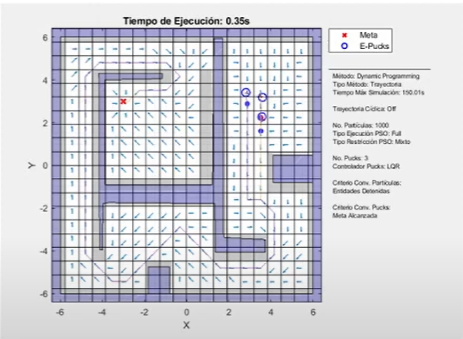 Tiempo de Ejecución: 0.35s
Meta
E-Pucks
Método: Dynamic Programming
Tipo Método: Trayectoria
Tiempo Máx Simulación: 150.01s
Trayectoria Cíclica: Off
No. Partículas: 1000
Tipo Ejecución PSO: Full
Tipo Restricción PSO: Mixto
No. Pucks: 3
Controlador Pucks: LQR
Criterio Conv. Partículas:
Entidades Detenidas
Criterio Conv. Pucks:
Meta Alcanzada
6
4
2
0
-2
-4
-6
Y
-6 -4 -2 0 2 4 6
X